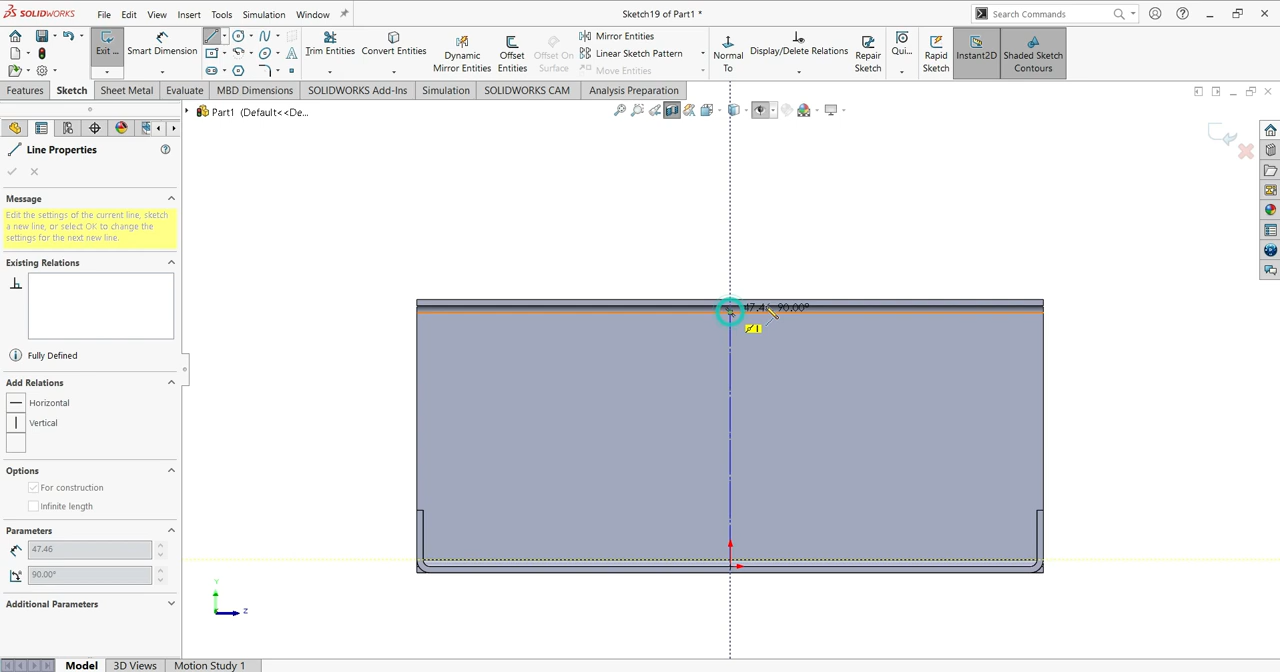 SOLIDWORKS
File
Edit
View
Insert
Tools
Simulation
Window
Sketch19 of Part1 *
Search Commands
Exit ...
Smart Dimension
Trim Entities
Convert Entities
Dynamic
Mirror Entities
Offset
Entities
Offset On
Surface
Mirror Entities
Linear Sketch Pattern
Move Entities
Normal
To
Display/Delete Relations
Repair
Sketch
Qui...
Rapid
Sketch
Instant2D
Shaded Sketch
Contours
Features
Sketch
Sheet Metal
Evaluate
MBD Dimensions
SOLIDWORKS Add-Ins
Simulation
SOLIDWORKS CAM
Analysis Preparation
Part1 (Default<<De...
Line Properties
Message
Edit the settings of the current line, sketch
a new line, or select OK to change the
settings for the next new line.
Existing Relations
Fully Defined
Add Relations
Horizontal
Vertical
Options
For construction
Infinite length
Parameters
47.46
90.00°
Additional Parameters
90.00°
Y
Z
Model
3D Views
Motion Study 1